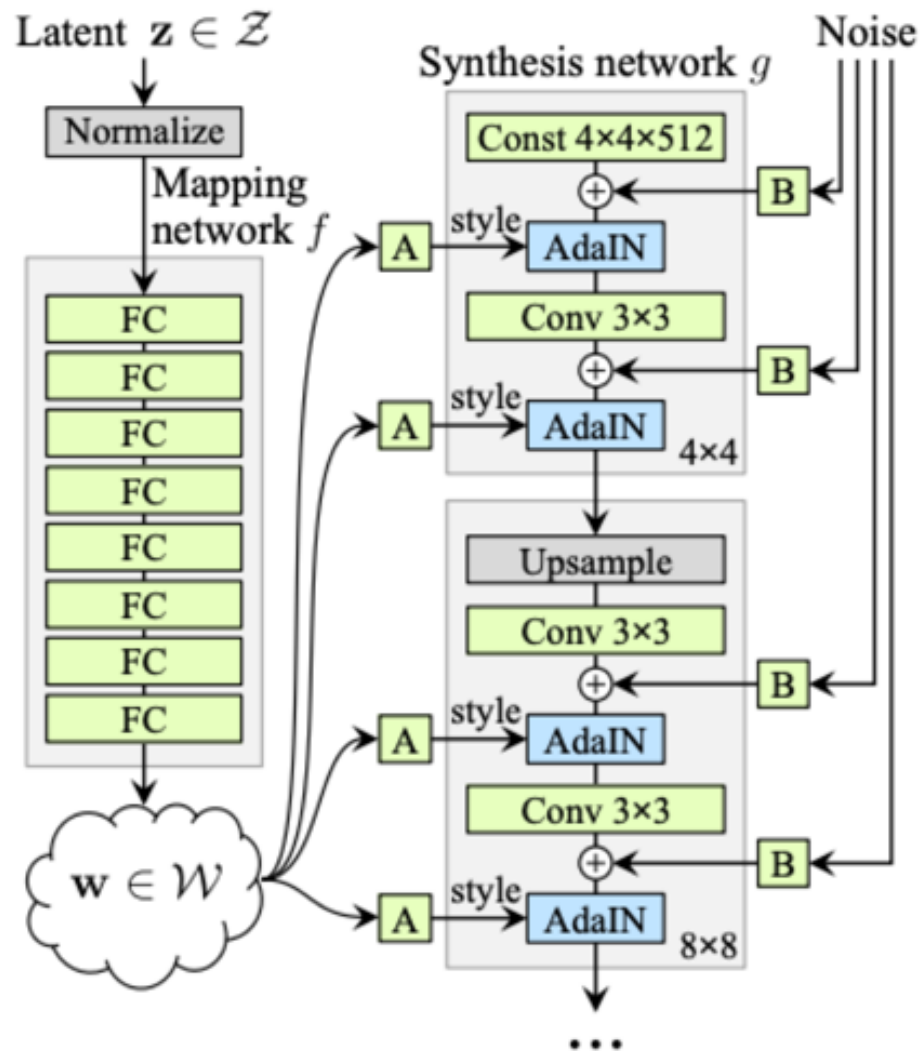 Latent z ∈ 𝒵
Normalize
Mapping
network f
FC
FC
FC
FC
FC
FC
FC
FC
w ∈ 𝒲
A
A
A
A
style
style
style
style
Synthesis network g
Const 4×4×512
+
AdaIN
Conv 3×3
+
AdaIN
4×4
Upsample
Conv 3×3
+
AdaIN
Conv 3×3
+
AdaIN
8×8
...
Noise
B
B
B
B